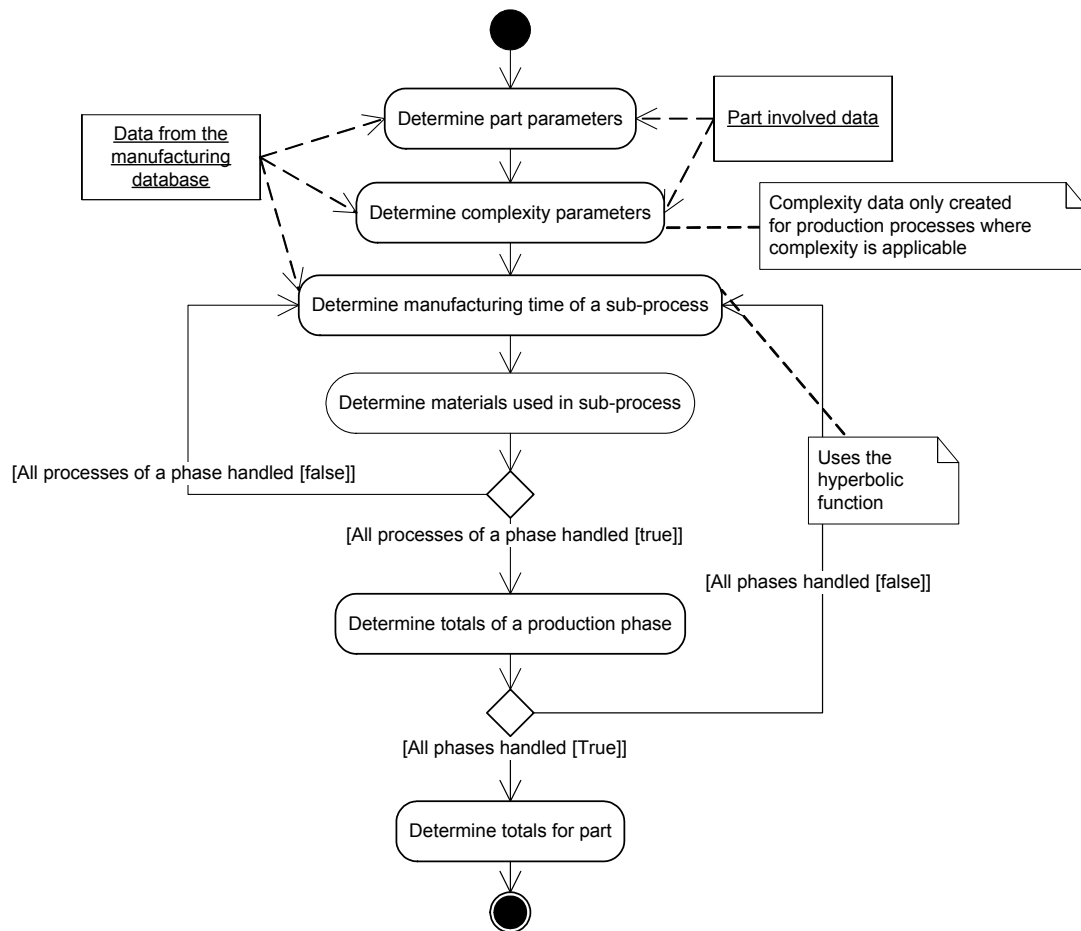 Determine part parameters
Part involved data
Data from the
manufacturing
database
Determine complexity parameters
Complexity data only created
for production processes where
complexity is applicable
Determine manufacturing time of a sub-process
Determine materials used in sub-process
[All processes of a phase handled [false]]
Uses the
hyperbolic
function
[All processes of a phase handled [true]]
[All phases handled [false]]
Determine totals of a production phase
[All phases handled [True]]
Determine totals for part